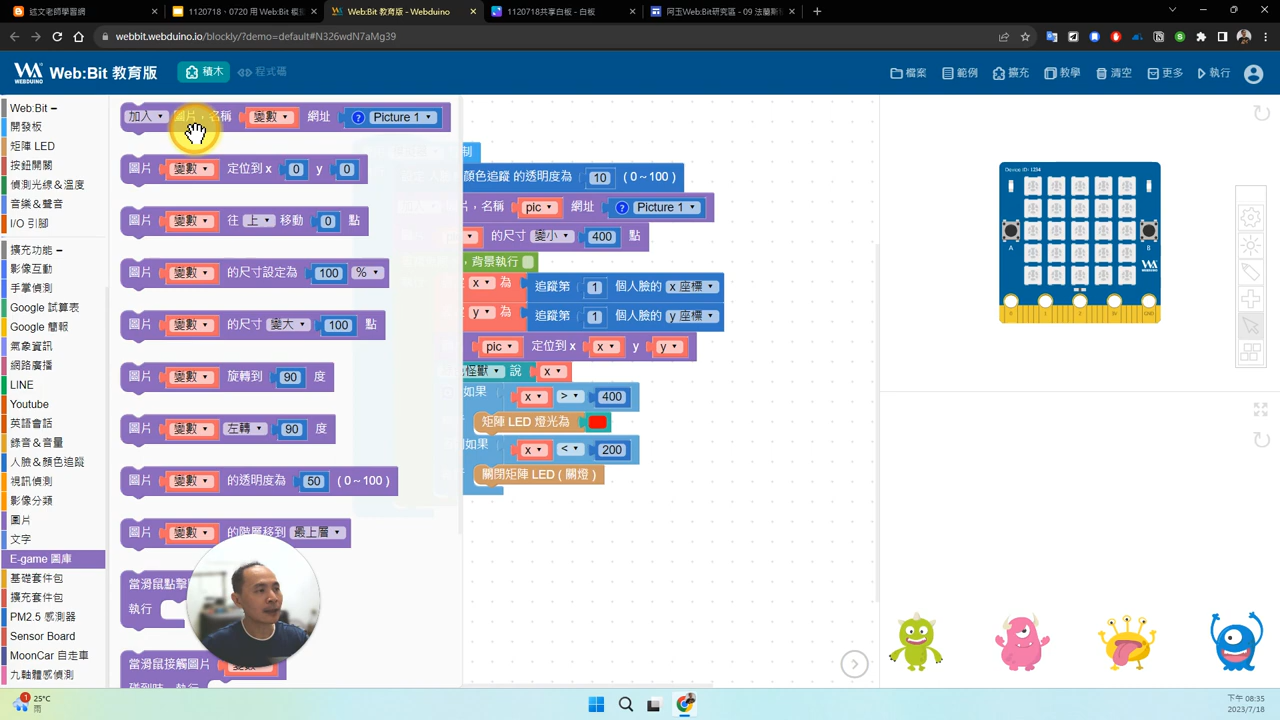 述文老師學習網
1120718、0720 用 Web:Bit 模
Web:Bit 教育版 - Webduino
1120718共享白板 - 白板
阿玉Web:Bit研究區 - 09 法蘭斯
webbit.webduino.io/blockly/?demo=default#N326wdN7aMg39
WEBDUINO
Web:Bit 教育版
積木
程式碼
檔案
範例
擴充
教學
清空
更多
執行
Web:Bit
開發板
矩陣 LED
按鈕開關
偵測光線&溫度
音樂&聲音
I/O 引腳
擴充功能
影像互動
手掌偵測
Google 試算表
Google 簡報
氣象資訊
網路廣播
LINE
Youtube
英語會話
錄音&音量
人臉&顏色追蹤
視訊偵測
影像分類
圖片
文字
E-game 圖庫
基礎套件包
擴充套件包
PM2.5 感測器
Sensor Board
MoonCar 自走車
九軸體感偵測
加入 圖片,名稱 變數 網址 Picture 1
圖片 變數 定位到 x 0 y 0
圖片 變數 往 上 移動 0 點
圖片 變數 的尺寸設定為 100 %
圖片 變數 的尺寸 變大 100 點
圖片 變數 旋轉到 90 度
圖片 變數 左轉 90 度
圖片 變數 的透明度為 50 ( 0~100 )
圖片 變數 的階層移到 最上層
當滑鼠點擊
執行
當滑鼠接觸圖片
制
顏色追蹤 的透明度為 10 ( 0~100 )
片,名稱 pic 網址 Picture 1
的尺寸 變小 400 點
,背景執行
x 為 追蹤第 1 個人臉的 x 座標
y 為 追蹤第 1 個人臉的 y 座標
pic 定位到 x x y y
怪獸 說 x
如果 x > 400
矩陣 LED 燈光為
如果 x < 200
關閉矩陣 LED ( 關燈 )
Device ID: 1234
A
B
25°C
雨
下午 08:35
2023/7/18